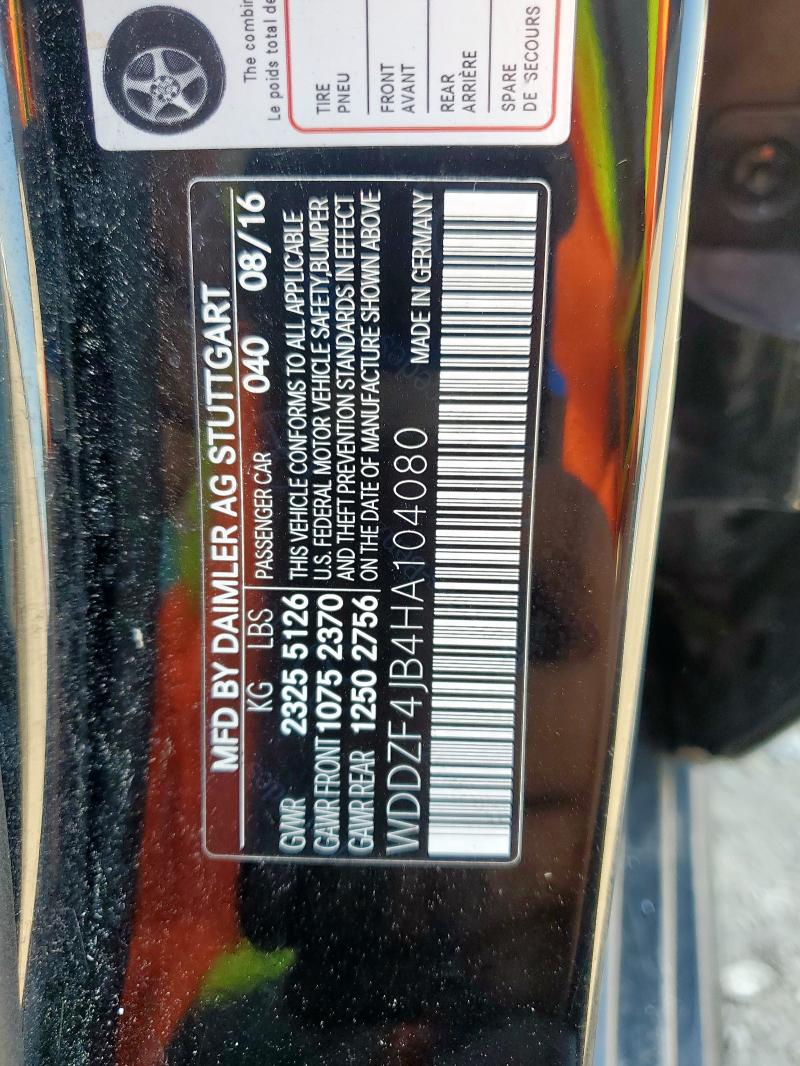 MFD BY DAIMLER AG STUTTGART
KG LBS
GVWR 2325 5126
GAWR FRONT 1075 2370
GAWR REAR 1250 2756
PASSENGER CAR 040 08/16
THIS VEHICLE CONFORMS TO ALL APPLICABLE
U.S. FEDERAL MOTOR VEHICLE SAFETY,BUMPER
AND THEFT PREVENTION STANDARDS IN EFFECT
ON THE DATE OF MANUFACTURE SHOWN ABOVE
WDDZF4JB4HA104080 MADE IN GERMANY
The
Le poids total
TIRE
PNEU
FRONT
AVANT
REAR
ARRIÈRE
SPARE
DE SECOURS